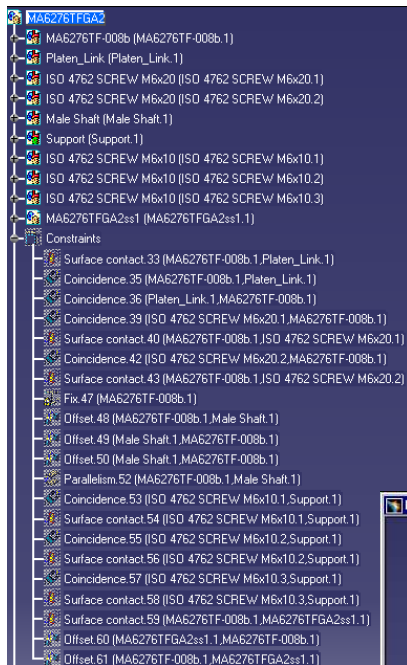 MA6276TFGA2
MA6276TF-008b (MA6276TF-008b.1)
Platen_Link (Platen_Link.1)
ISO 4762 SCREW M6x20 (ISO 4762 SCREW M6x20.1)
ISO 4762 SCREW M6x20 (ISO 4762 SCREW M6x20.2)
Male Shaft (Male Shaft.1)
Support (Support.1)
ISO 4762 SCREW M6x10 (ISO 4762 SCREW M6x10.1)
ISO 4762 SCREW M6x10 (ISO 4762 SCREW M6x10.2)
ISO 4762 SCREW M6x10 (ISO 4762 SCREW M6x10.3)
MA6276TFGA2ss1 (MA6276TFGA2ss1.1)
Constraints
Surface contact.33 (MA6276TF-008b.1,Platen_Link.1)
Coincidence.35 (MA6276TF-008b.1,Platen_Link.1)
Coincidence.36 (Platen_Link.1,MA6276TF-008b.1)
Coincidence.39 (ISO 4762 SCREW M6x20.1,MA6276TF-008b.1)
Surface contact.40 (MA6276TF-008b.1,ISO 4762 SCREW M6x20.1)
Coincidence.42 (ISO 4762 SCREW M6x20.2,MA6276TF-008b.1)
Surface contact.43 (MA6276TF-008b.1,ISO 4762 SCREW M6x20.2)
Fix.47 (MA6276TF-008b.1)
Offset.48 (MA6276TF-008b.1,Male Shaft.1)
Offset.49 (Male Shaft.1,MA6276TF-008b.1)
Offset.50 (Male Shaft.1,MA6276TF-008b.1)
Parallelism.52 (MA6276TF-008b.1,Male Shaft.1)
Coincidence.53 (ISO 4762 SCREW M6x10.1,Support.1)
Surface contact.54 (ISO 4762 SCREW M6x10.1,Support.1)
Coincidence.55 (ISO 4762 SCREW M6x10.2,Support.1)
Surface contact.56 (ISO 4762 SCREW M6x10.2,Support.1)
Coincidence.57 (ISO 4762 SCREW M6x10.3,Support.1)
Surface contact.58 (ISO 4762 SCREW M6x10.3,Support.1)
Surface contact.59 (MA6276TF-008b.1,MA6276TFGA2ss1.1)
Offset.60 (MA6276TFGA2ss1.1,MA6276TF-008b.1)
Offset.61 (MA6276TF-008b.1,MA6276TFGA2ss1.1)